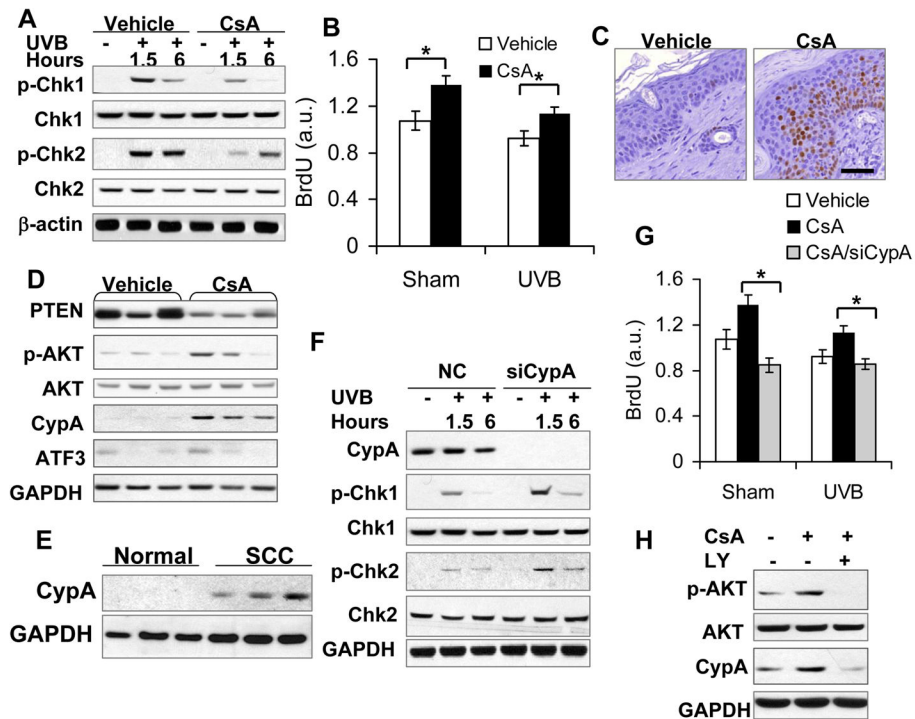 A
Vehicle CsA
UVB - + + - + +
Hours 1.5 6 1.5 6
p-Chk1
Chk1
p-Chk2
Chk2
β-actin
B
Vehicle
CsA
*
*
BrdU (a.u.)
1.6
1.2
0.8
0.4
0
Sham UVB
C
Vehicle CsA
D
Vehicle CsA
PTEN
p-AKT
AKT
CypA
ATF3
GAPDH
E
Normal SCC
CypA
GAPDH
F
NC siCypA
UVB - + + - + +
Hours 1.5 6 1.5 6
CypA
p-Chk1
Chk1
p-Chk2
Chk2
GAPDH
G
Vehicle
CsA
CsA/siCypA
*
*
BrdU (a.u.)
1.6
1.2
0.8
0.4
0
Sham UVB
H
CsA - + +
LY - - +
p-AKT
AKT
CypA
GAPDH